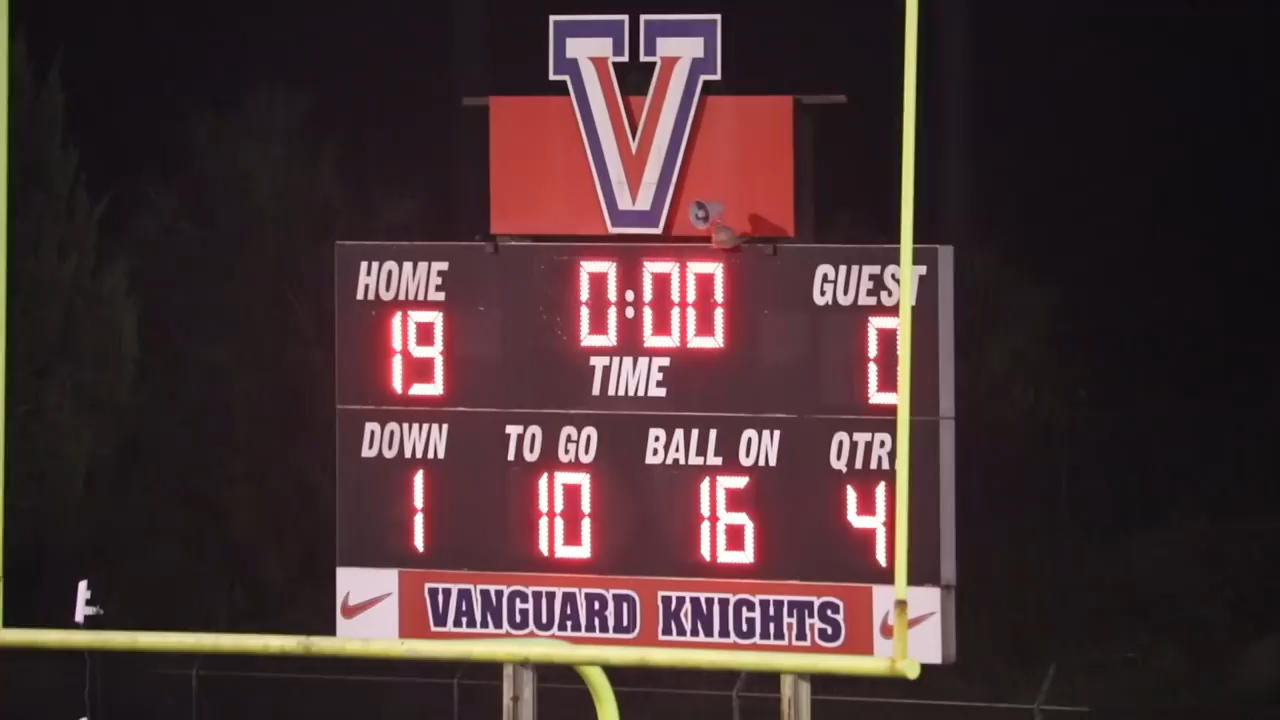 V
HOME 0:00 GUEST
19 TIME 0
DOWN TO GO BALL ON QTR
1 10 16 4
VANGUARD KNIGHTS